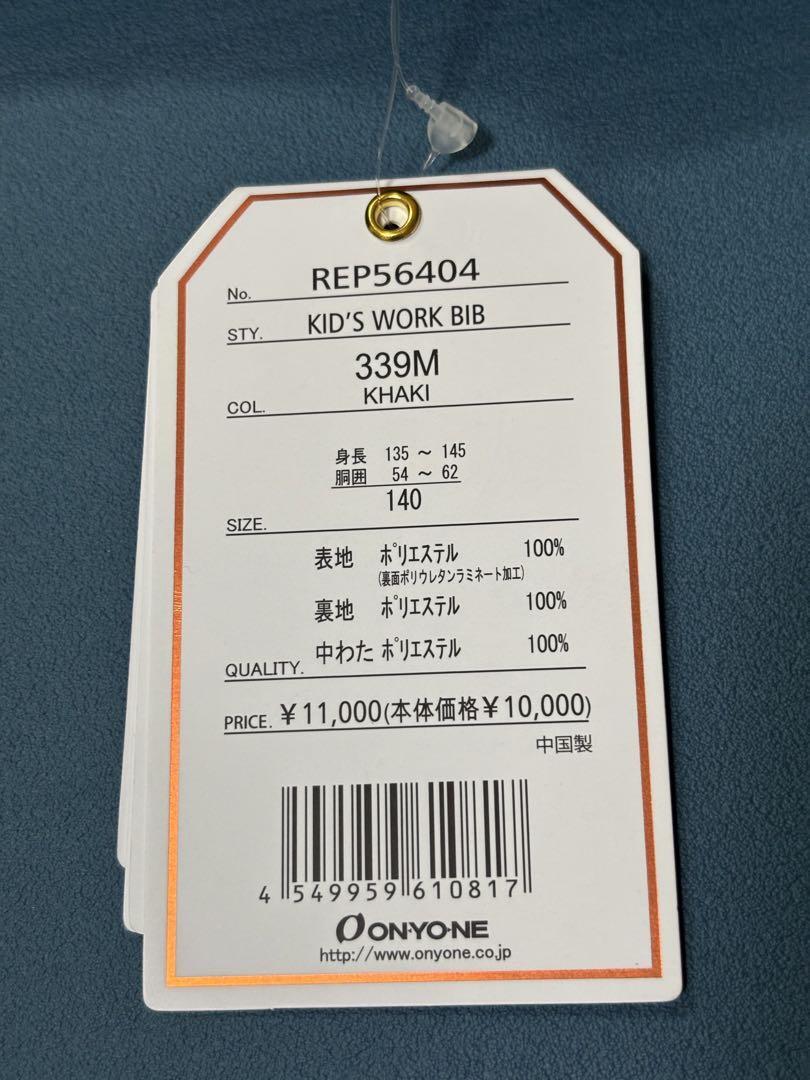 No. REP56404
STY. KID'S WORK BIB
339M
COL. KHAKI
身長 135 ～ 145
胴囲 54 ～ 62
SIZE. 140
表地 ポリエステル 100%
(裏面ポリウレタンラミネート加工)
裏地 ポリエステル 100%
QUALITY. 中わた ポリエステル 100%
PRICE. ¥11,000(本体価格¥10,000)
中国製
4 549959 610817
ON•YO•NE
http://www.onyone.co.jp